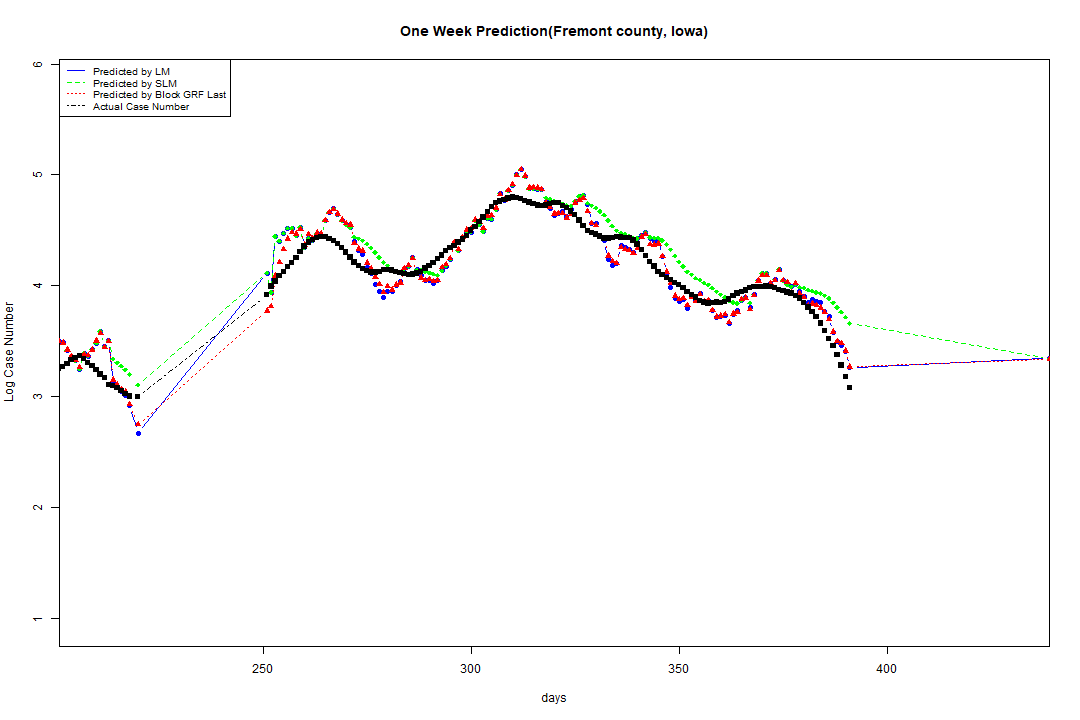 One Week Prediction(Fremont county, Iowa)
Predicted by LM
Predicted by SLM
Predicted by Block GRF Last
Actual Case Number
6
5
4
3
2
1
Log Case Number
250 300 350 400
days